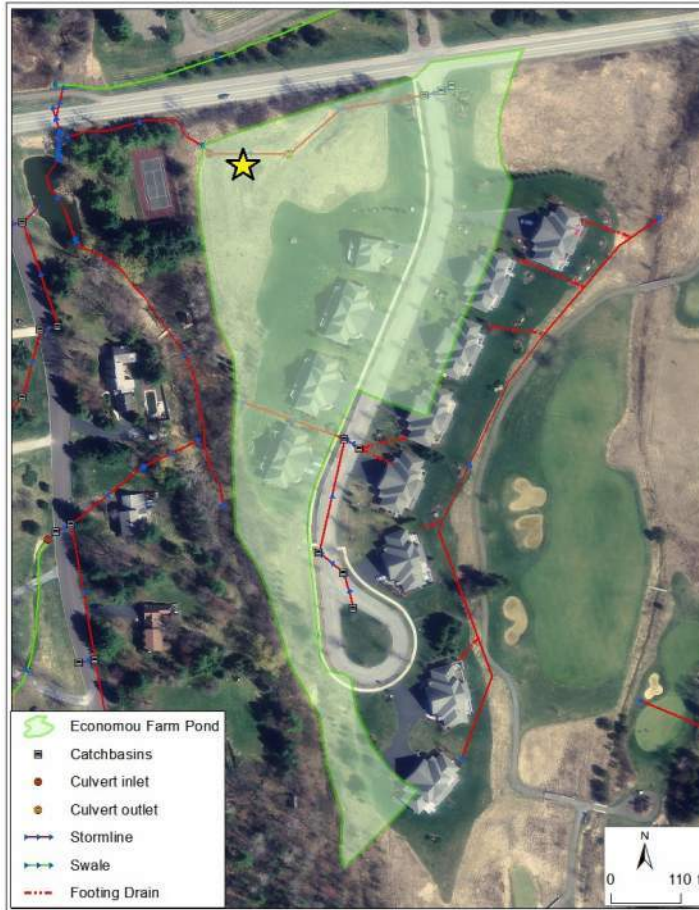 Economou Farm Pond
Catchbasins
Culvert inlet
Culvert outlet
Stormline
Swale
Footing Drain
N
0 110